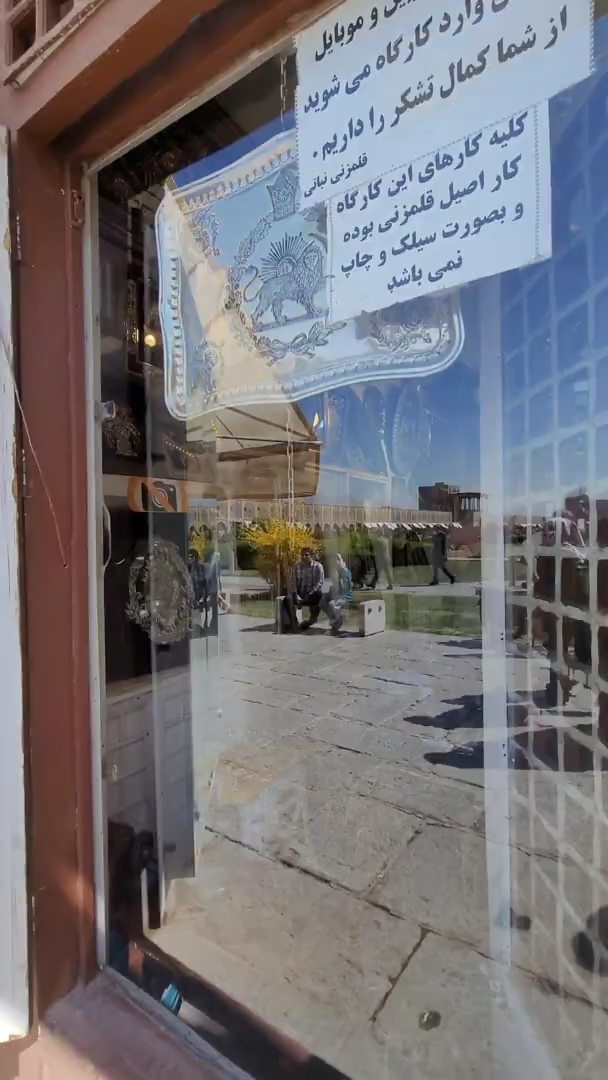 و موبایل
وارد کارگاه می شوید
از شما کمال تشکر را داریم.
قلمزنی نباتی
کلیه کارهای این کارگاه
کار اصیل قلمزنی بوده
و بصورت سیلک و چاپ
نمی باشد